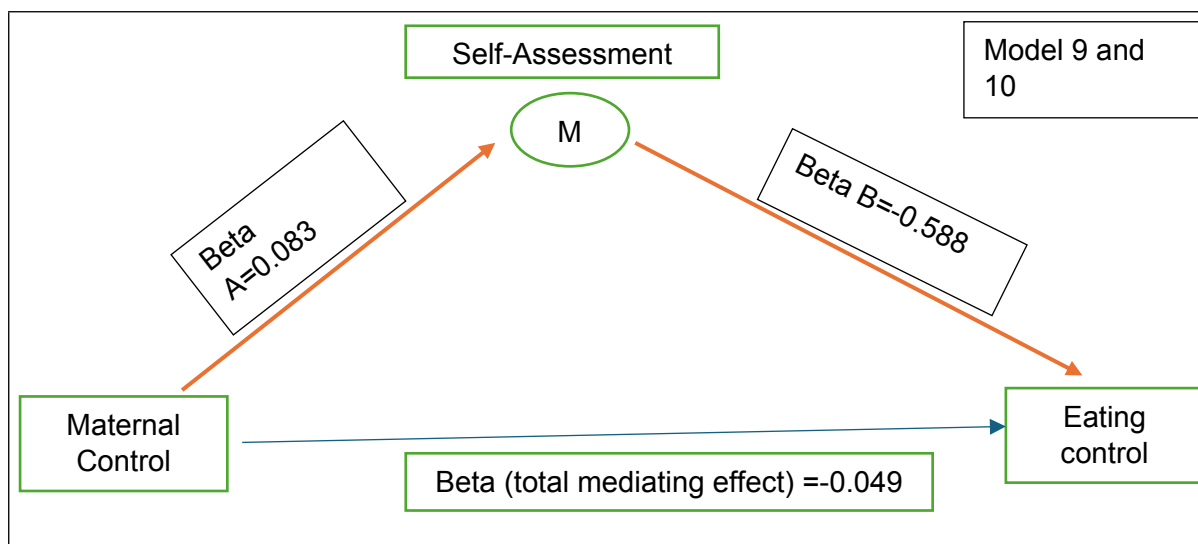 Self-Assessment
Model 9 and
10
M
Beta
A=0.083
Beta B=-0.588
Maternal
Control
Eating
control
Beta (total mediating effect) =-0.049